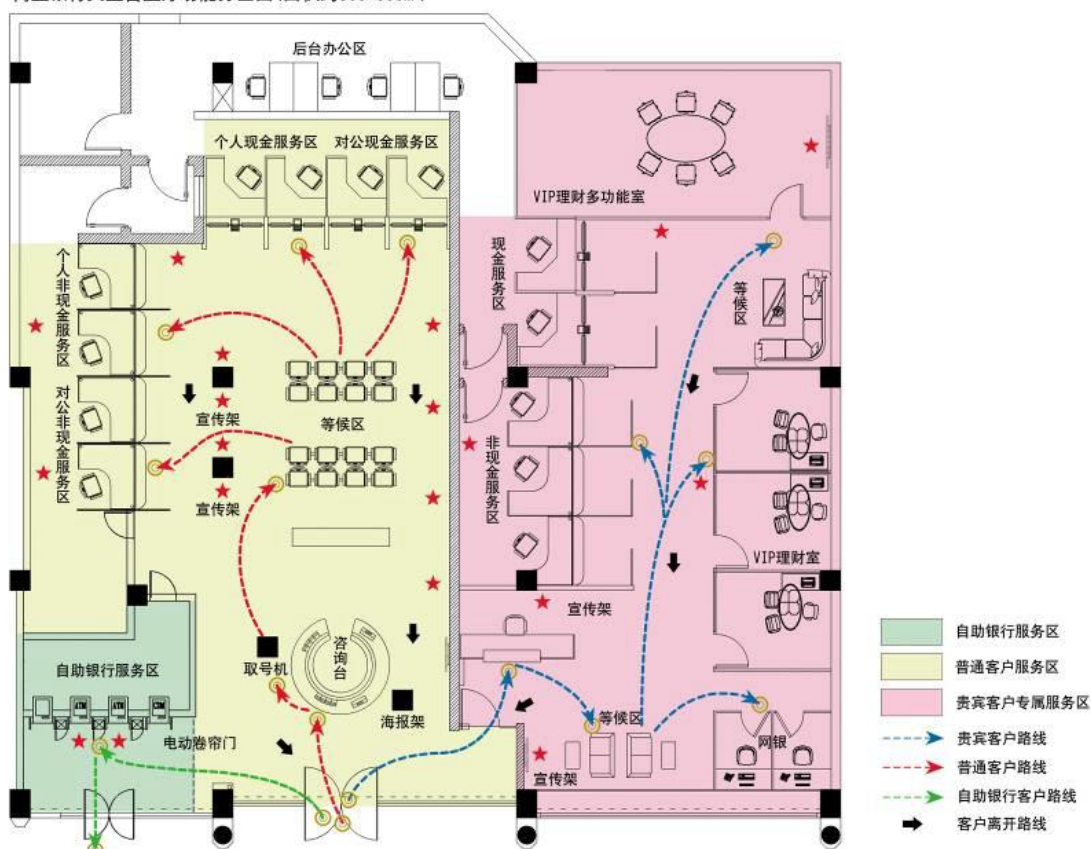 后台办公区
个人现金服务区
对公现金服务区
VIP理财多功能室
个人非现金服务区
现金服务区
等候区
对公非现金服务区
宣传架
等候区
非现金服务区
宣传架
VIP理财室
宣传架
自助银行服务区
取号机
咨询台
ATM
ATM
CDM
海报架
等候区
电动卷帘门
网银
宣传架
自助银行服务区
普通客户服务区
贵宾客户专属服务区
贵宾客户路线
普通客户路线
自助银行客户路线
客户离开路线